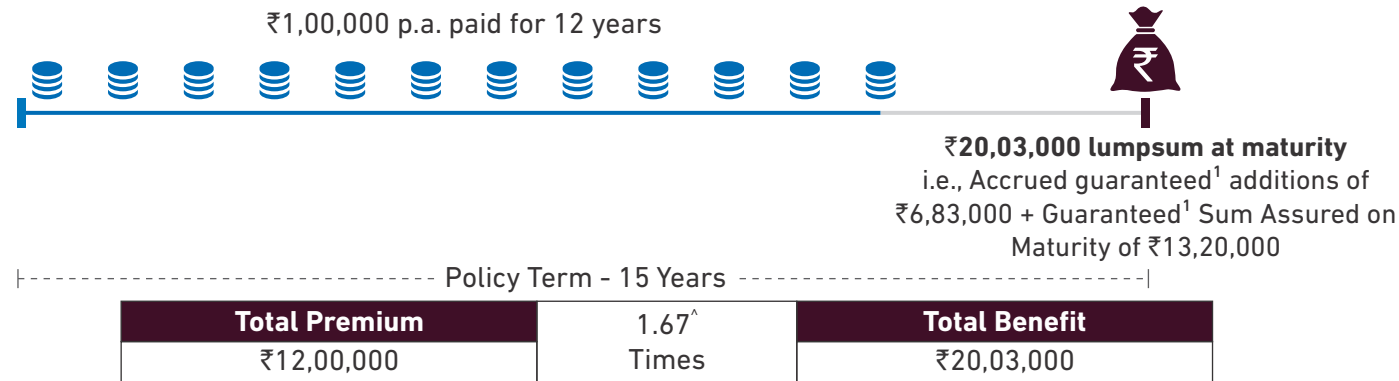 ₹1,00,000 p.a. paid for 12 years
₹
₹20,03,000 lumpsum at maturity
i.e., Accrued guaranteed¹ additions of
₹6,83,000 + Guaranteed¹ Sum Assured on
Maturity of ₹13,20,000
Policy Term - 15 Years
Total Premium
1.67^
Times
Total Benefit
₹12,00,000
₹20,03,000